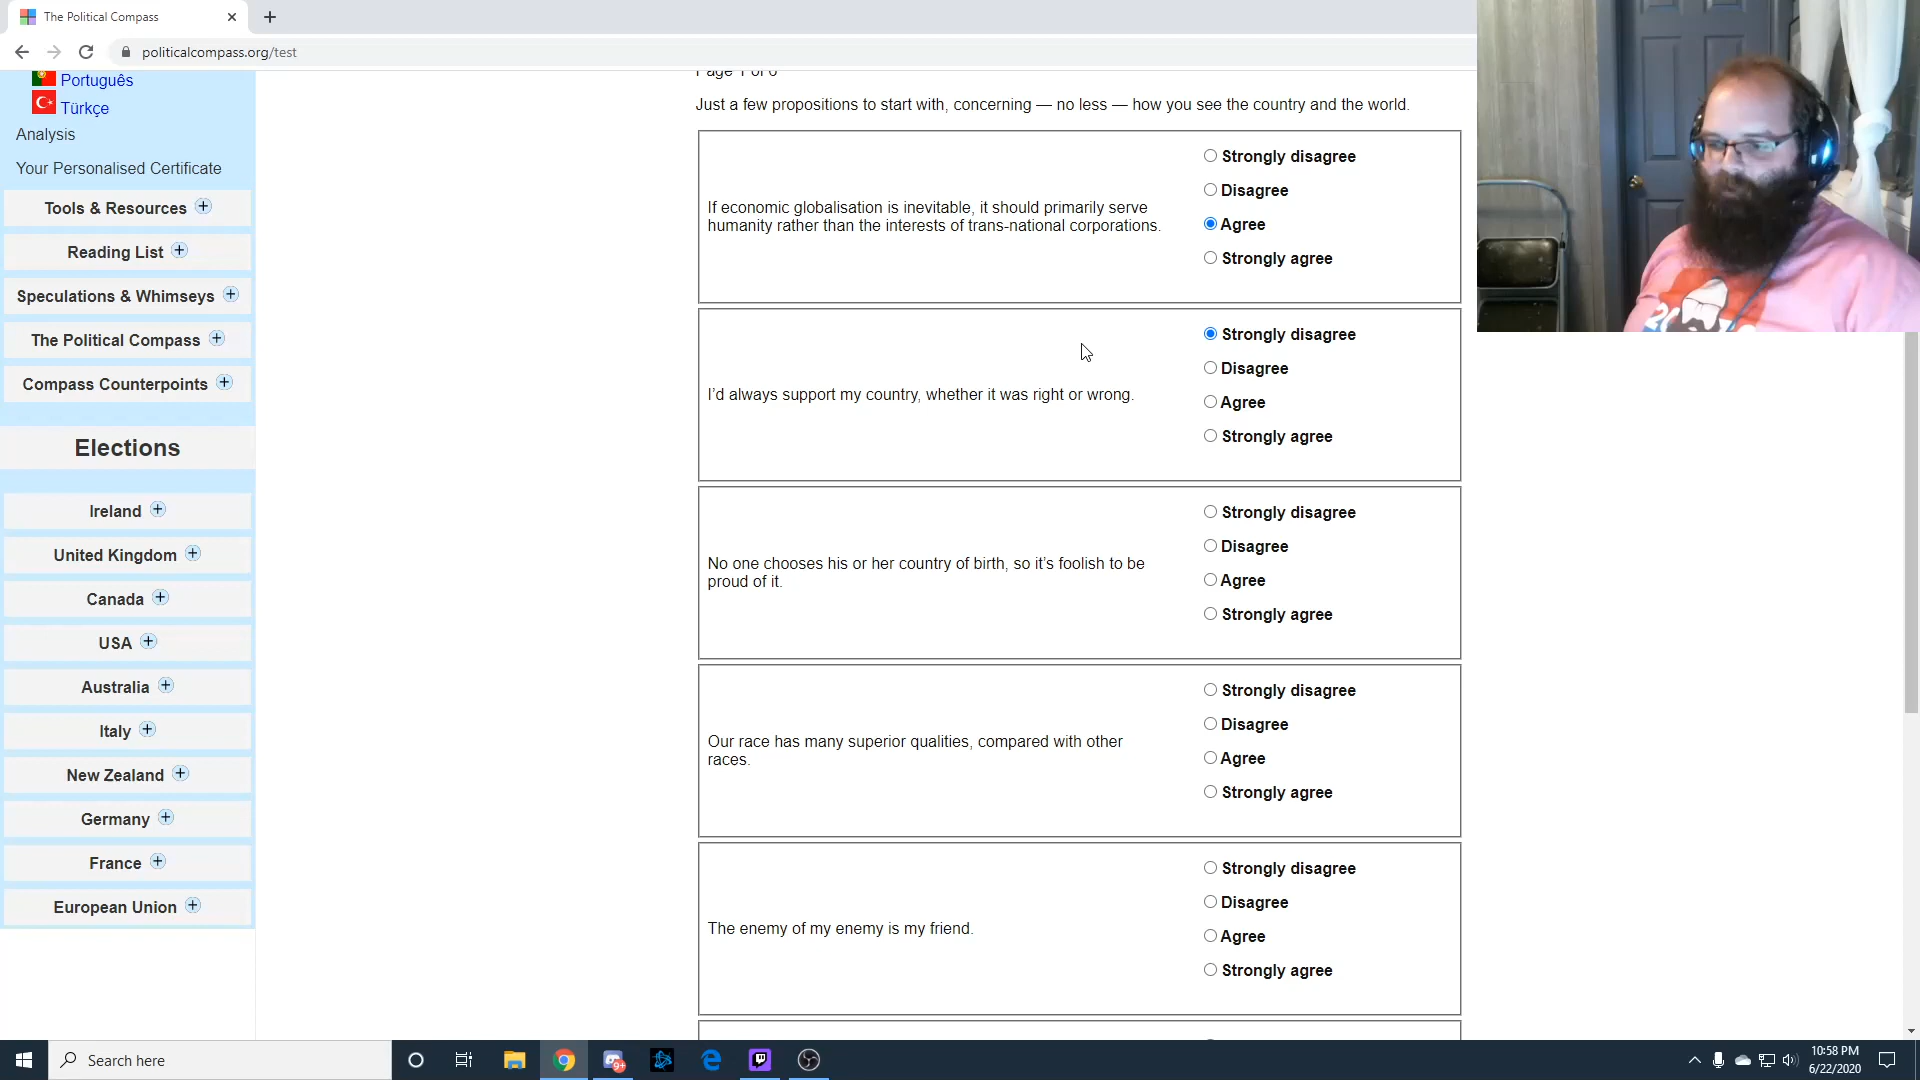 The Political Compass
politicalcompass.org/test
Português
Türkçe
Analysis
Your Personalised Certificate
Tools & Resources
Reading List
Speculations & Whimseys
The Political Compass
Compass Counterpoints
Elections
Ireland
United Kingdom
Canada
USA
Australia
Italy
New Zealand
Germany
France
European Union
Page 1 of 6
Just a few propositions to start with, concerning — no less — how you see the country and the world.
If economic globalisation is inevitable, it should primarily serve
humanity rather than the interests of trans-national corporations.
Strongly disagree
Disagree
Agree
Strongly agree
I'd always support my country, whether it was right or wrong.
Strongly disagree
Disagree
Agree
Strongly agree
No one chooses his or her country of birth, so it's foolish to be
proud of it.
Strongly disagree
Disagree
Agree
Strongly agree
Our race has many superior qualities, compared with other
races.
Strongly disagree
Disagree
Agree
Strongly agree
The enemy of my enemy is my friend.
Strongly disagree
Disagree
Agree
Strongly agree
Search here
9+
10:58 PM
6/22/2020